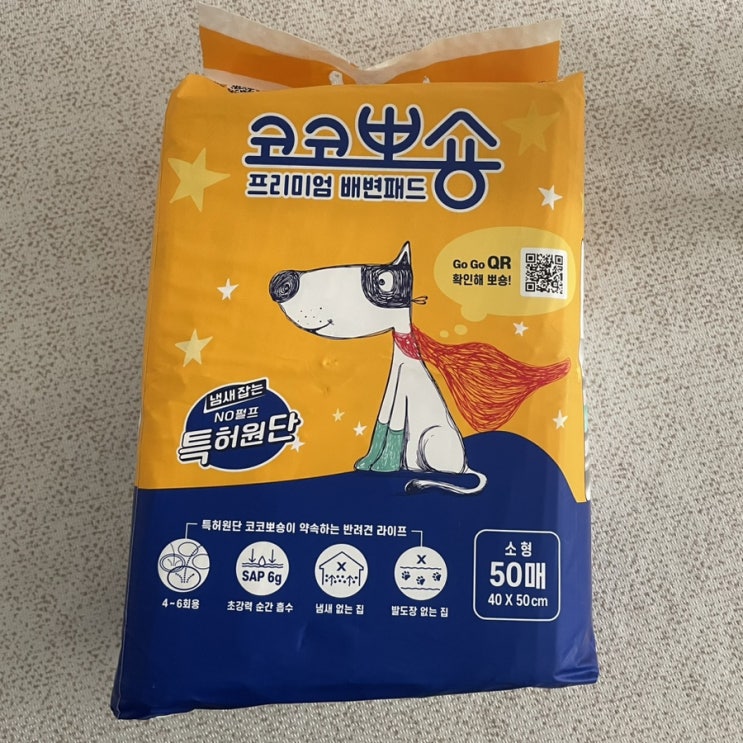 코코뽀숑
프리미엄 배변패드
Go Go QR
확인해 뽀숑!
냄새잡는
NO펄프
특허원단
특허원단 코코뽀숑이 약속하는 반려견 라이프
SAP 6g
4~6회용
초강력 순간 흡수
냄새 없는 집
발도장 없는 집
소형
50매
40 X 50cm